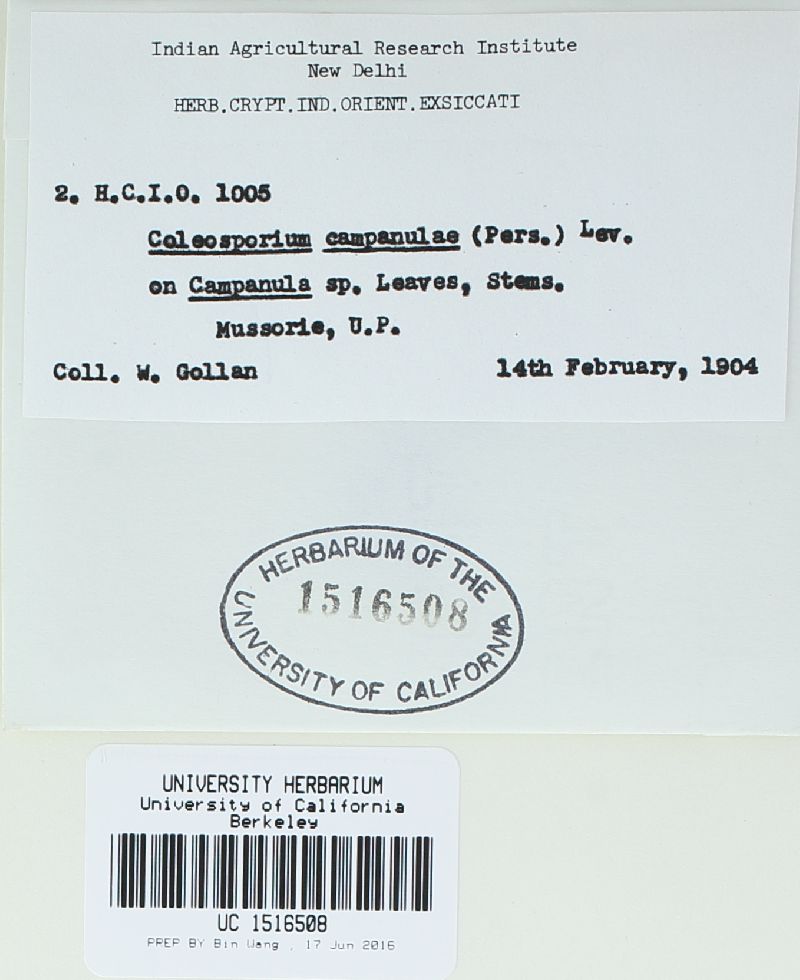 Indian Agricultural Research Institute
New Delhi
HERB.CRYPT.IND.ORIENT.EXSICCATI
2. H.C.I.O. 1005
Coleosporium campanulae (Pers.) Lev.
on Campanula sp. Leaves, Stems.
Mussorie, U.P.
Coll. W. Gollan 14th February, 1904
HERBARIUM OF THE
1516508
UNIVERSITY OF CALIFORNIA
UNIVERSITY HERBARIUM
University of California
Berkeley
UC 1516508
PREP BY Bin Wang , 17 Jun 2016